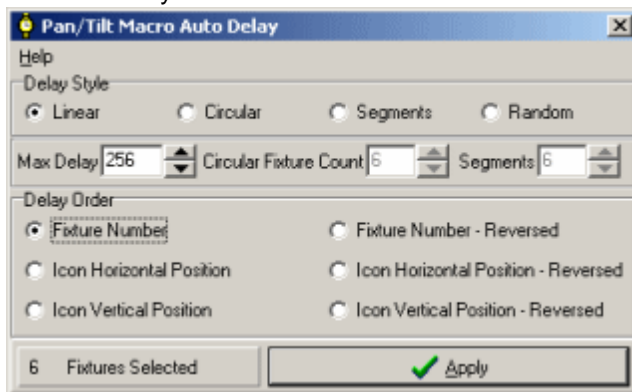 Pan/Tilt Macro Auto Delay
Help
Delay Style
Linear Circular Segments Random
Max Delay 256 Circular Fixture Count 6 Segments 6
Delay Order
Fixture Number Fixture Number - Reversed
Icon Horizontal Position Icon Horizontal Position - Reversed
Icon Vertical Position Icon Vertical Position - Reversed
6 Fixtures Selected Apply